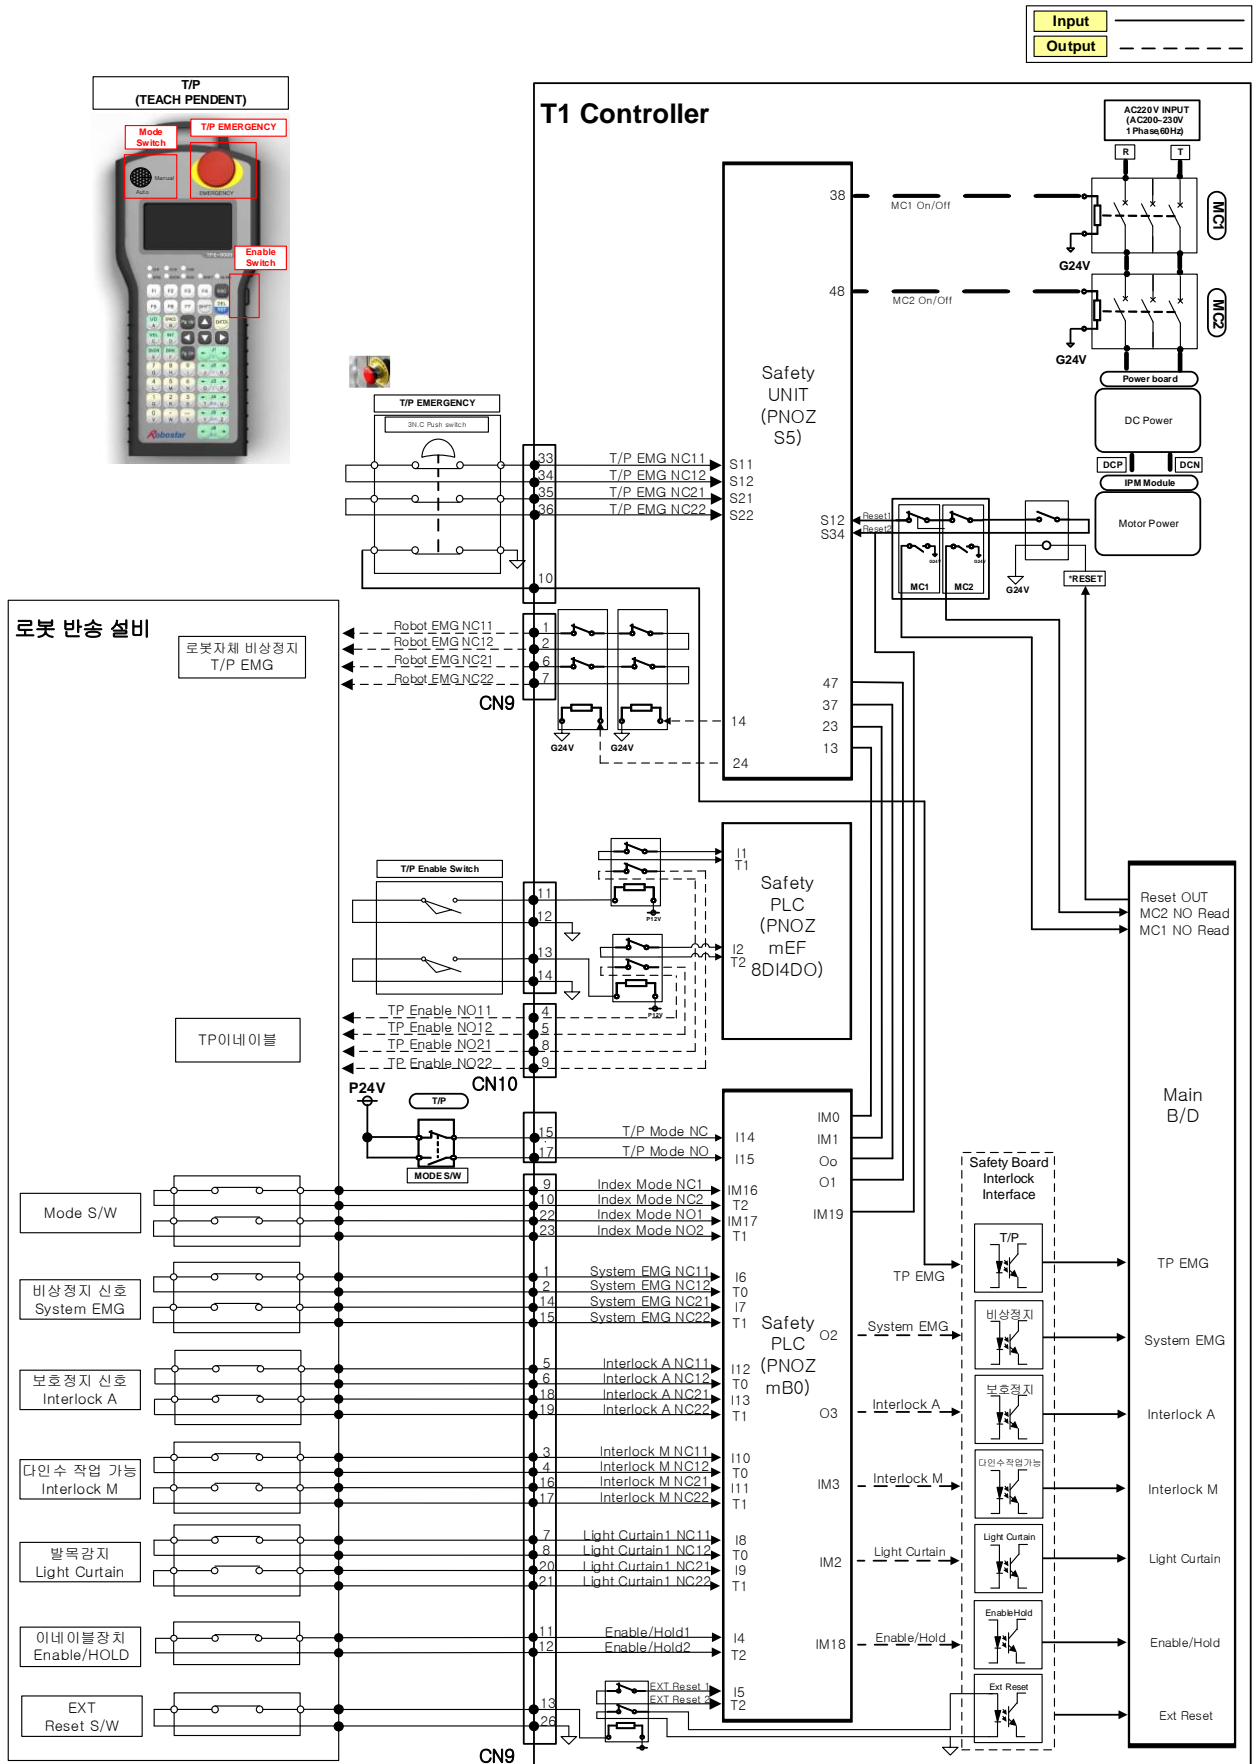 Input
Output
T/P
(TEACH PENDENT)
Mode
Switch
T/P EMERGENCY
Manual
Auto
EMERGENCY
Enable
Switch
F1
F2
F3
F4
Robostar
T1 Controller
AC220V INPUT
(AC200~230V
1 Phase,60Hz)
R
T
38
MC1 On/Off
G24V
MC1
48
MC2 On/Off
G24V
MC2
Safety
UNIT
(PNOZ
S5)
Power board
DC Power
DCP
DCN
IPM Module
Motor Power
T/P EMERGENCY
3N.C Push switch
33
T/P EMG NC11
S11
34
T/P EMG NC12
S12
35
T/P EMG NC21
S21
36
T/P EMG NC22
S22
10
S12
Reset1
S34
Reset2
G24V
G24V
MC1
MC2
G24V
*RESET
로봇 반송 설비
로봇자체 비상정지
T/P EMG
Robot EMG NC11
1
Robot EMG NC12
2
Robot EMG NC21
6
Robot EMG NC22
7
CN9
G24V
G24V
14
24
47
37
23
13
T/P Enable Switch
11
12
13
14
P12V
P12V
I1
T1
I2
T2
Safety
PLC
(PNOZ
mEF
8DI4DO)
Reset OUT
MC2 NO Read
MC1 NO Read
Main
B/D
TP이네이블
TP Enable NO11
4
TP Enable NO12
5
TP Enable NO21
8
TP Enable NO22
9
CN10
P24V
T/P
MODE S/W
15
T/P Mode NC
I14
17
T/P Mode NO
I15
IM0
IM1
Oo
O1
IM19
Mode S/W
9
Index Mode NC1
IM16
10
Index Mode NC2
T2
22
Index Mode NO1
IM17
23
Index Mode NO2
T1
Safety Board
Interlock
Interface
비상정지 신호
System EMG
1
System EMG NC11
I6
2
System EMG NC12
T0
14
System EMG NC21
I7
15
System EMG NC22
T1
Safety
PLC
(PNOZ
mB0)
TP EMG
T/P
TP EMG
O2
System EMG
비상정지
System EMG
보호정지 신호
Interlock A
5
Interlock A NC11
I12
6
Interlock A NC12
T0
18
Interlock A NC21
I13
19
Interlock A NC22
T1
O3
Interlock A
보호정지
Interlock A
다인수 작업 가능
Interlock M
3
Interlock M NC11
I10
4
Interlock M NC12
T0
16
Interlock M NC21
I11
17
Interlock M NC22
T1
IM3
Interlock M
다인수작업가능
Interlock M
발목감지
Light Curtain
7
Light Curtain1 NC11
I8
8
Light Curtain1 NC12
T0
20
Light Curtain1 NC21
I9
21
Light Curtain1 NC22
T1
IM2
Light Curtain
Light Curtain
Light Curtain
이네이블장치
Enable/HOLD
11
Enable/Hold1
I4
12
Enable/Hold2
T2
IM18
Enable/Hold
EnableHold
Enable/Hold
EXT
Reset S/W
13
26
EXT Reset 1
I5
EXT Reset 2
T2
Ext Reset
Ext Reset
CN9